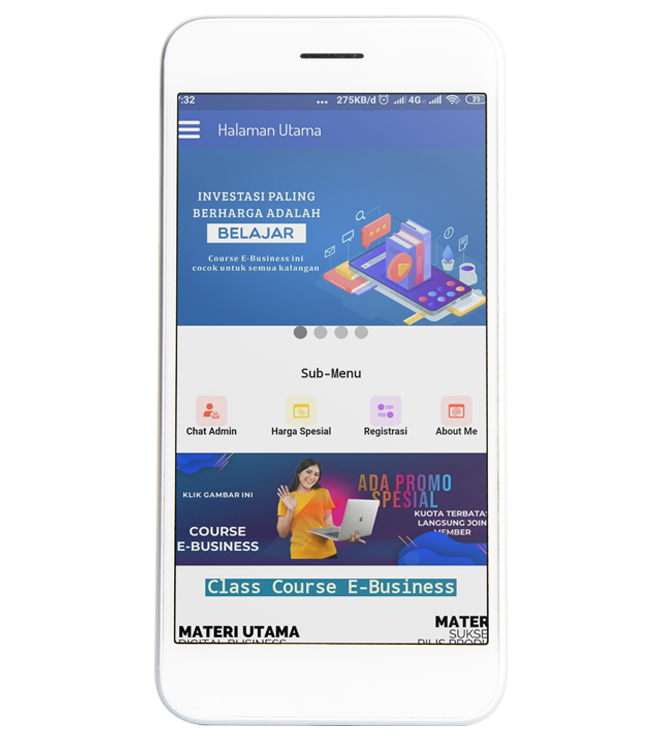 :32 ... 275KB/d 4G 71
Halaman Utama
INVESTASI PALING
BERHARGA ADALAH
BELAJAR
Course E-Business ini
cocok untuk semua kalangan
Sub-Menu
Chat Admin Harga Spesial Registrasi About Me
KLIK GAMBAR INI
COURSE
E-BUSINESS
ADA PROMO
SPESIAL
KUOTA TERBATAS
LANGSUNG JOIN
MEMBER
Class Course E-Business
MATERI UTAMA
DIGITAL BUSINESS
MATER
SUKSE
RILIS PRODU